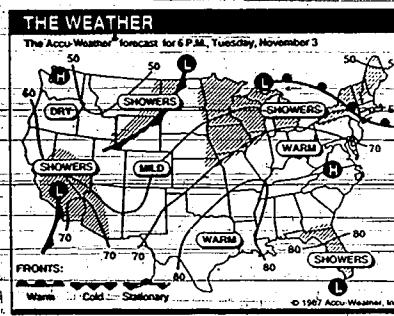 THE WEATHER
The Accu-Weather forecast for 6 P.M., Tuesday, November 3
50 50 L 50
H L
60 SHOWERS SHOWERS
DRY
WARM 70
SHOWERS MILD H
L
70 70 70 WARM 80
80 80 SHOWERS
FRONTS: L
Warm Cold Stationary
© 1987 Accu-Weather, In